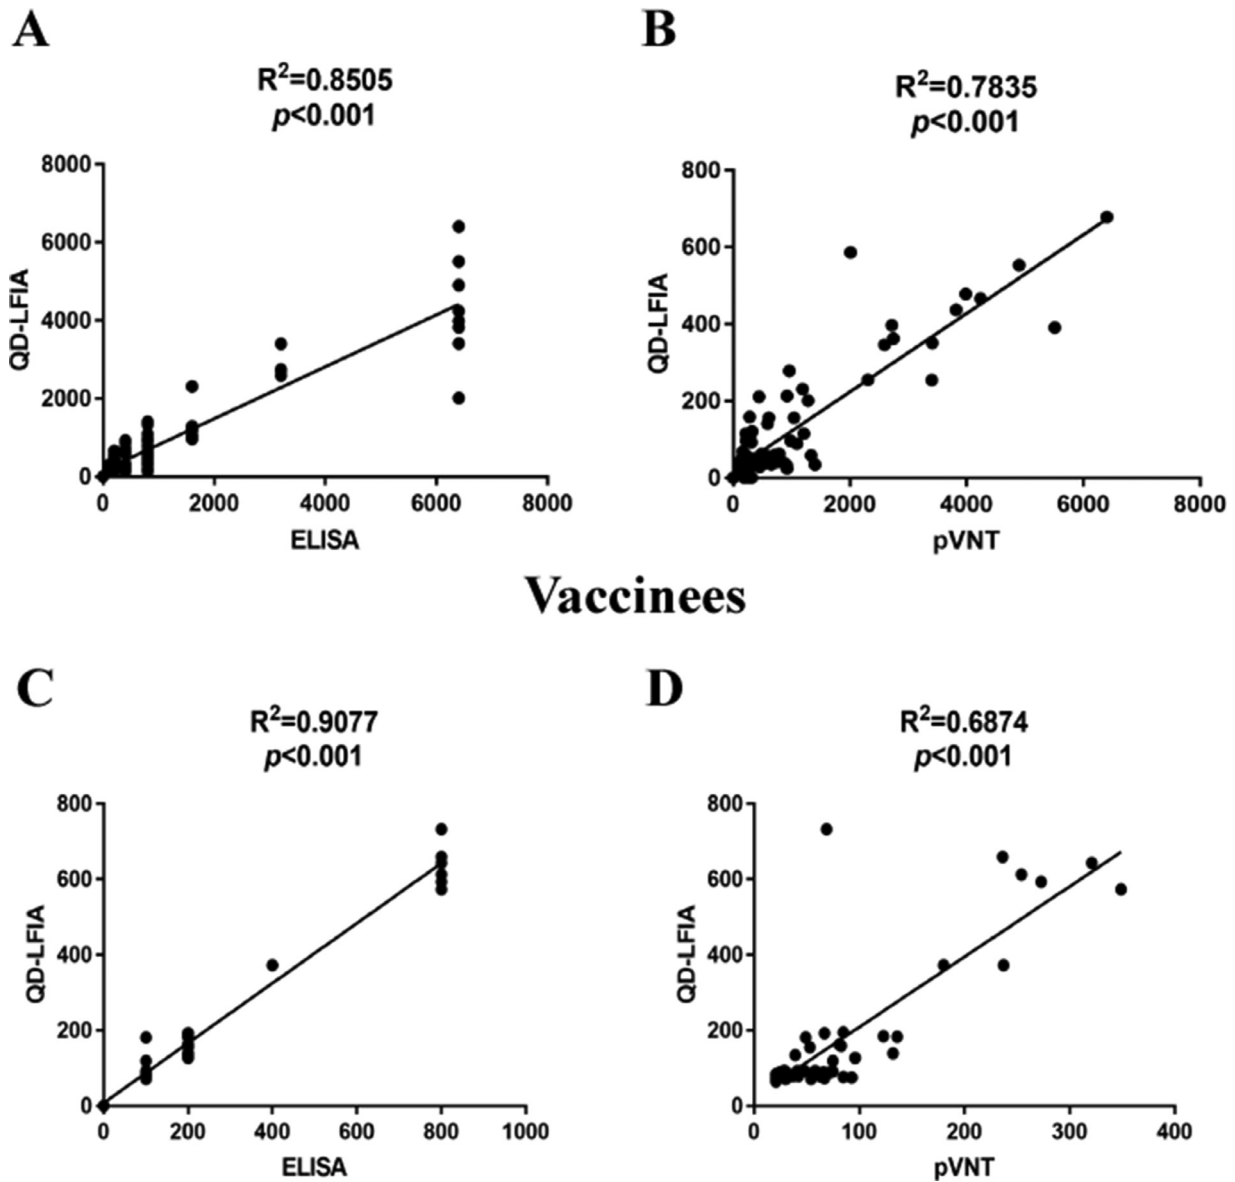 A
R²=0.8505
p<0.001
8000
6000
4000
2000
0
QD-LFIA
0 2000 4000 6000 8000
ELISA
B
R²=0.7835
p<0.001
800
600
400
200
0
QD-LFIA
0 2000 4000 6000 8000
pVNT
Vaccinees
C
R²=0.9077
p<0.001
800
600
400
200
0
QD-LFIA
0 200 400 600 800 1000
ELISA
D
R²=0.6874
p<0.001
800
600
400
200
0
QD-LFIA
0 100 200 300 400
pVNT